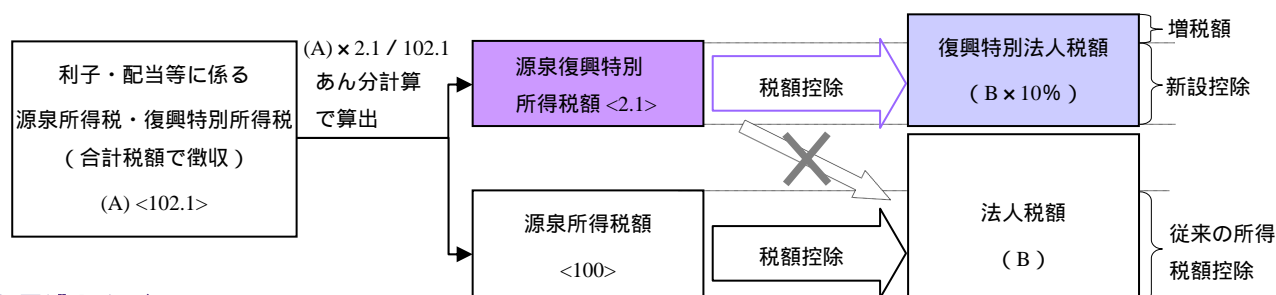 利子・配当等に係る
源泉所得税・復興特別所得税
(合計税額で徴収)
(A) <102.1>
(A)×2.1/102.1
あん分計算
で算出
源泉復興特別
所得税額 <2.1>
税額控除
復興特別法人税額
(B×10%)
増税額
新設控除
源泉所得税額
<100>
税額控除
法人税額
(B)
従来の所得
税額控除